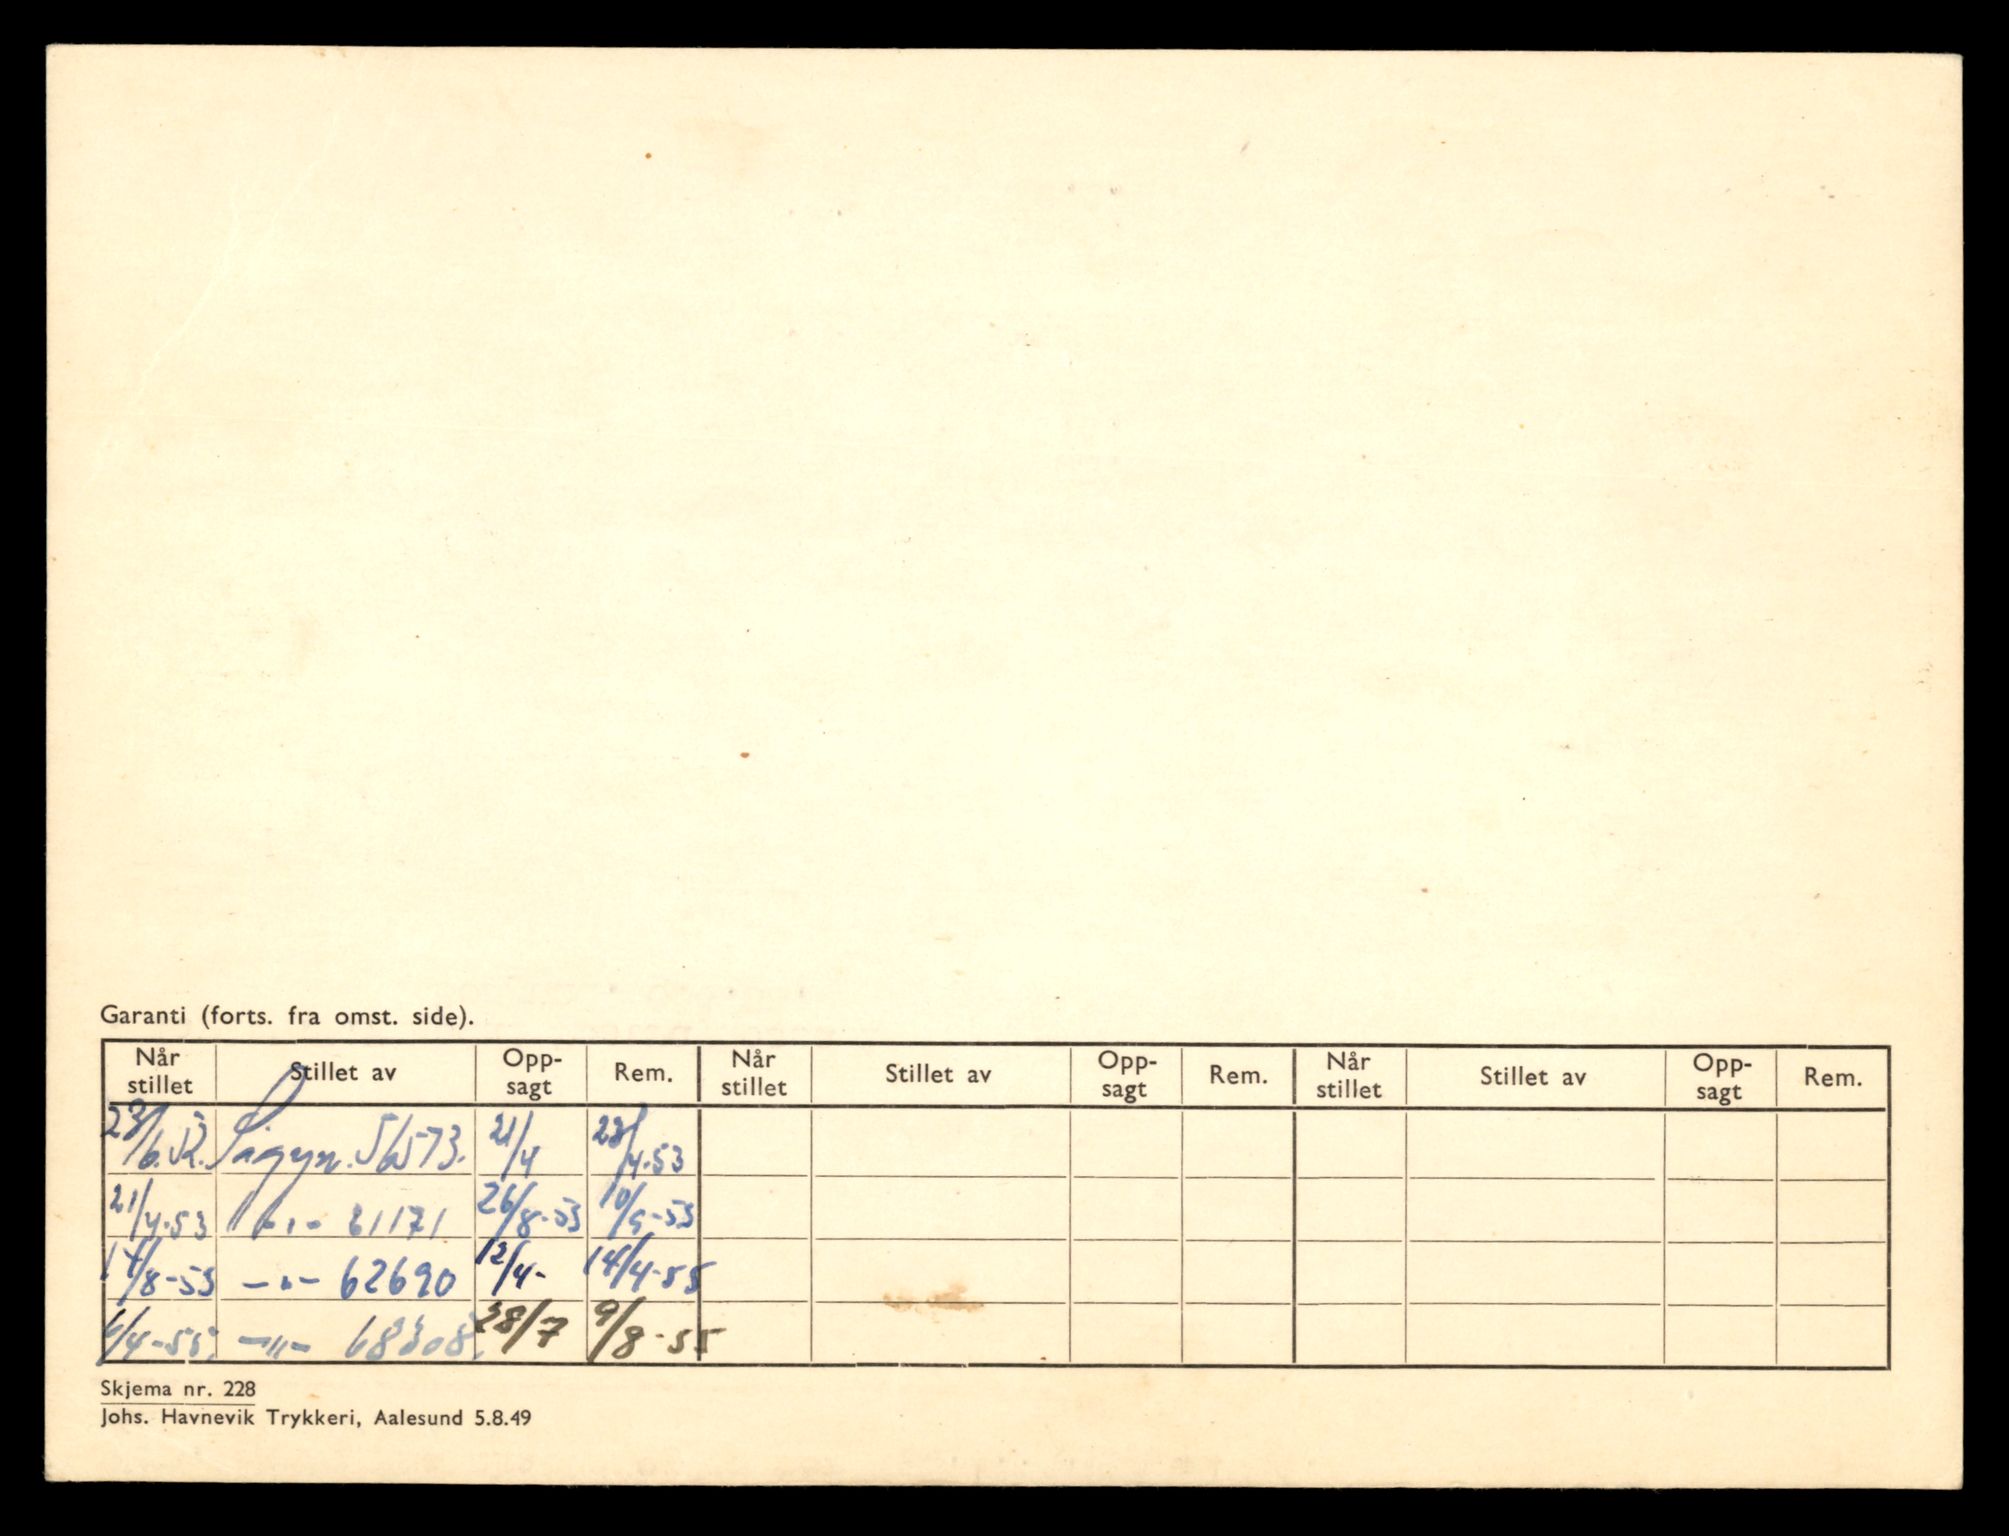 Garanti (forts. fra omst. side).
Når stillet Stillet av Opp-sagt Rem. Når stillet Stillet av Opp-sagt Rem. Når stillet Stillet av Opp-sagt Rem.
Sigyn. 56573. 21/4 23/4-53
21/4-53 61171 26/8-53 10/9-53
14/8-53 -"- 62690 12/4- 14/4-55
6/4-55. -"- 68308. 28/7 9/8-55
Skjema nr. 228
Johs. Havnevik Trykkeri, Aalesund 5.8.49